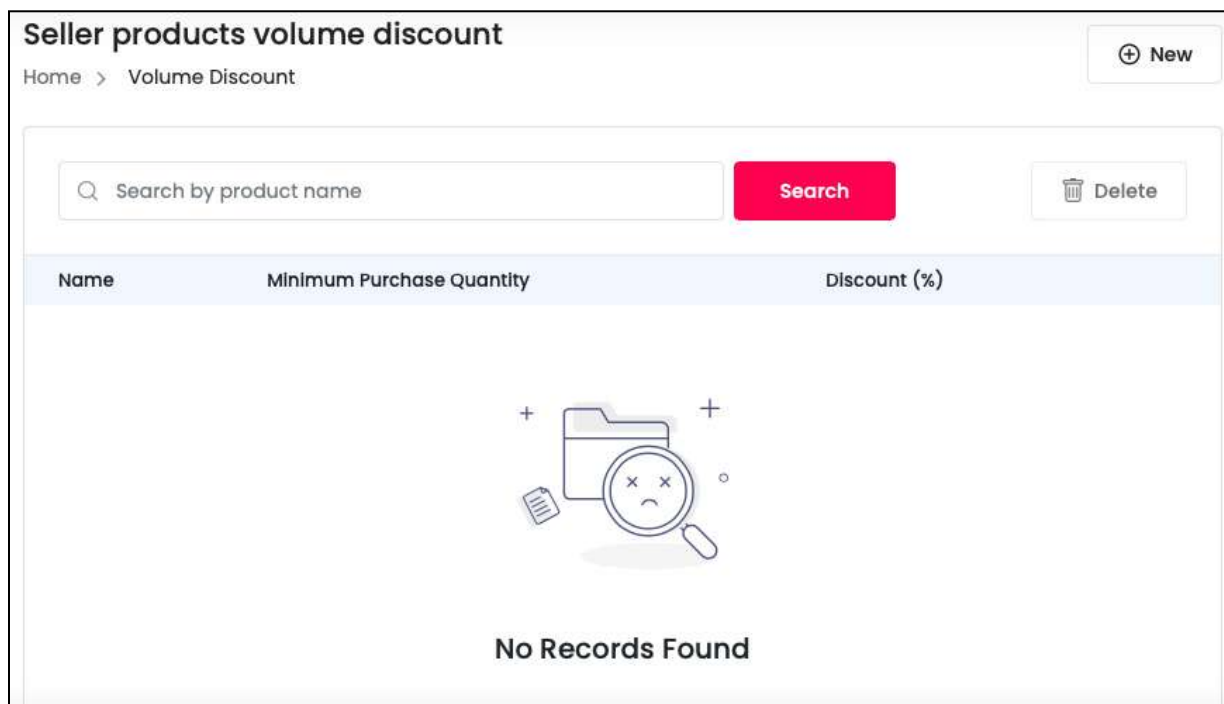 Seller products volume discount
New
Home > Volume Discount
Search by product name
Search
Delete
Name Minimum Purchase Quantity Discount (%)
No Records Found